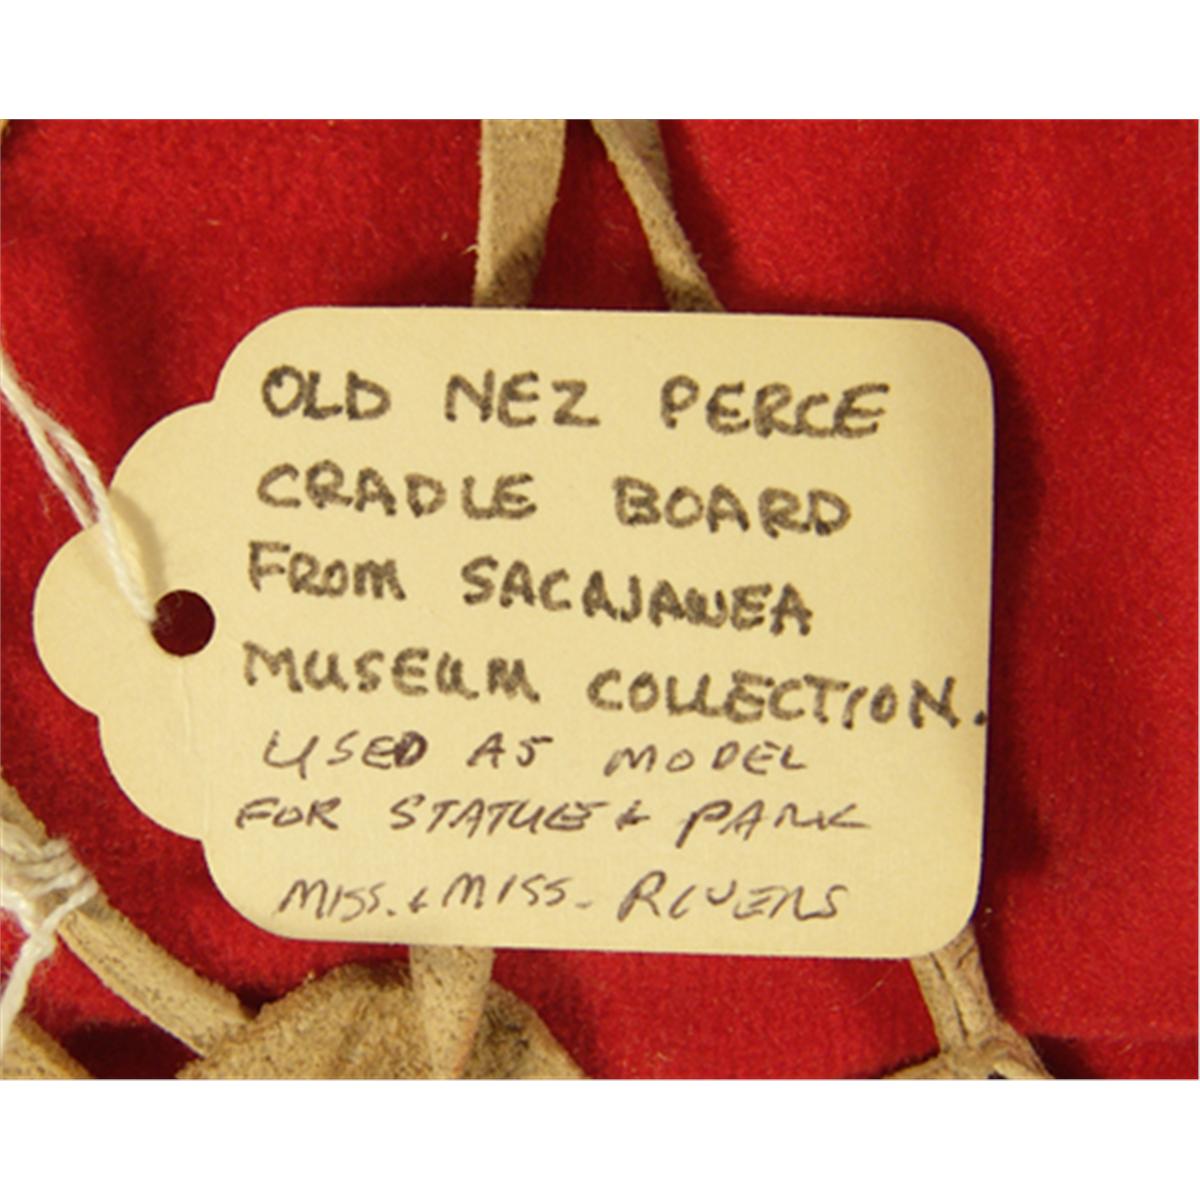 OLD NEZ PERCE
CRADLE BOARD
FROM SACAJAWEA
MUSEUM COLLECTION.
USED AS MODEL
FOR STATUE & PARK
MISS. & MISS. RIVERS